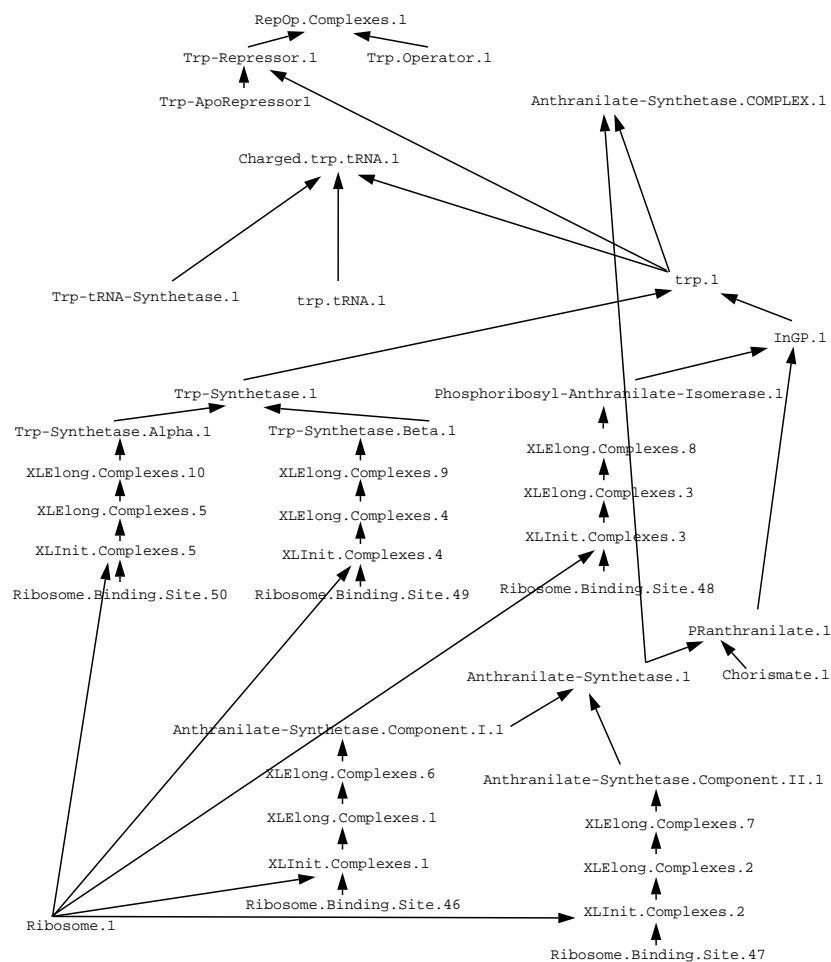 RepOp.Complexes.1
Trp-Repressor.1
Trp.Operator.1
Trp-ApoRepressor1
Anthranilate-Synthetase.COMPLEX.1
Charged.trp.tRNA.1
trp.1
Trp-tRNA-Synthetase.1
trp.tRNA.1
InGP.1
Trp-Synthetase.1
Phosphoribosyl-Anthranilate-Isomerase.1
Trp-Synthetase.Alpha.1
Trp-Synthetase.Beta.1
XLElong.Complexes.8
XLElong.Complexes.10
XLElong.Complexes.9
XLElong.Complexes.3
XLElong.Complexes.5
XLElong.Complexes.4
XLInit.Complexes.3
XLInit.Complexes.5
XLInit.Complexes.4
Ribosome.Binding.Site.48
Ribosome.Binding.Site.50
Ribosome.Binding.Site.49
PRanthranilate.1
Anthranilate-Synthetase.1
Chorismate.1
Anthranilate-Synthetase.Component.I.1
XLElong.Complexes.6
Anthranilate-Synthetase.Component.II.1
XLElong.Complexes.1
XLElong.Complexes.7
XLInit.Complexes.1
XLElong.Complexes.2
Ribosome.Binding.Site.46
XLInit.Complexes.2
Ribosome.1
Ribosome.Binding.Site.47